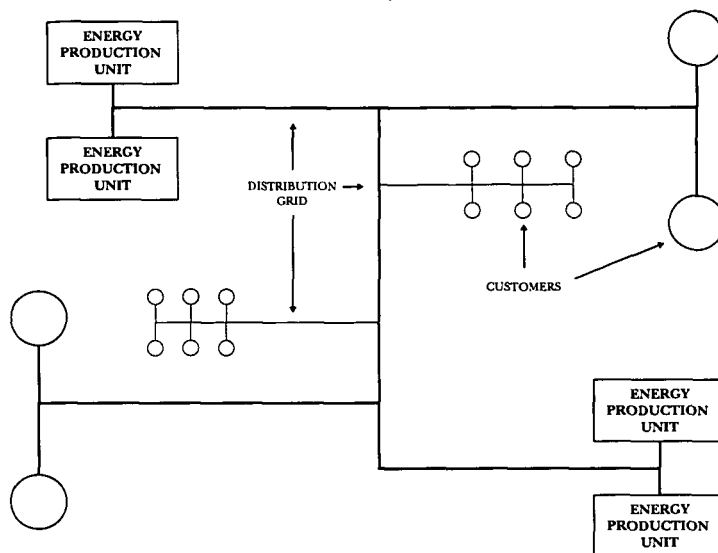 ENERGY
PRODUCTION
UNIT
ENERGY
PRODUCTION
UNIT
DISTRIBUTION
GRID
CUSTOMERS
ENERGY
PRODUCTION
UNIT
ENERGY
PRODUCTION
UNIT